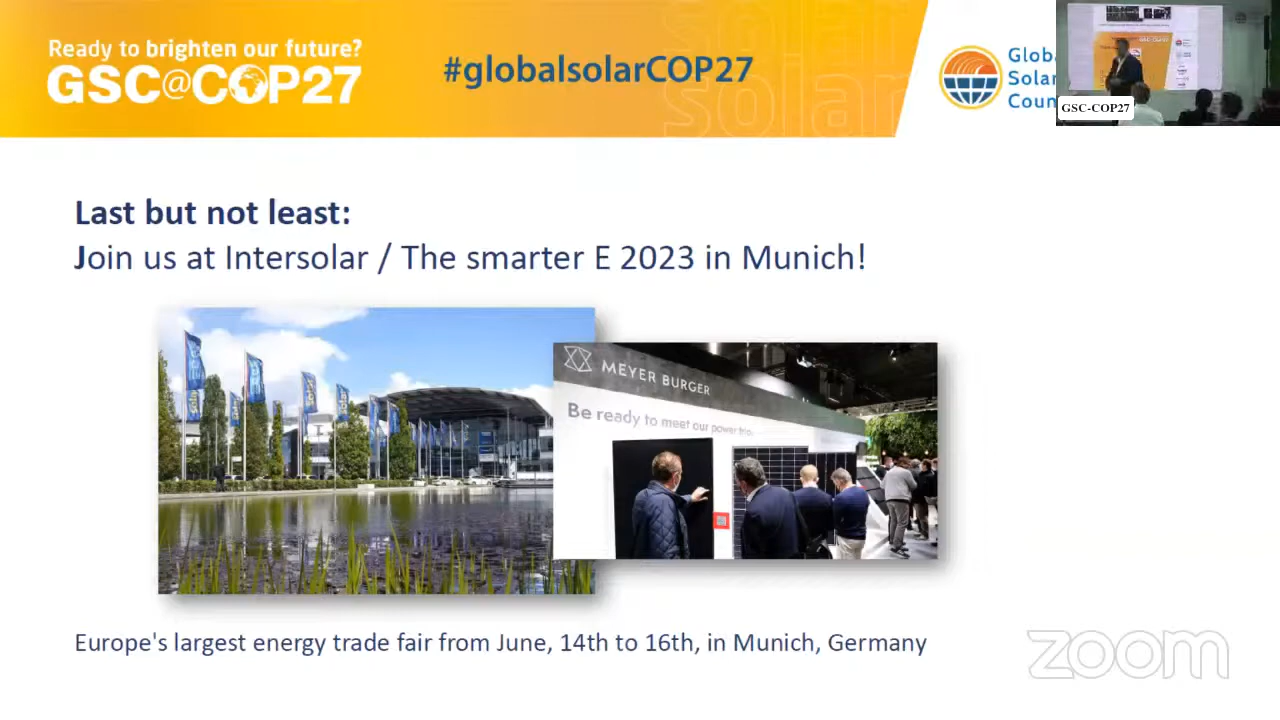 Ready to brighten our future?
GSC@COP27
#globalsolarCOP27
solar
Global
Solar
Coun
GSC-COP27
Last but not least:
Join us at Intersolar / The smarter E 2023 in Munich!
MEYER BURGER
Be ready to meet our power
Europe's largest energy trade fair from June, 14th to 16th, in Munich, Germany
zoom